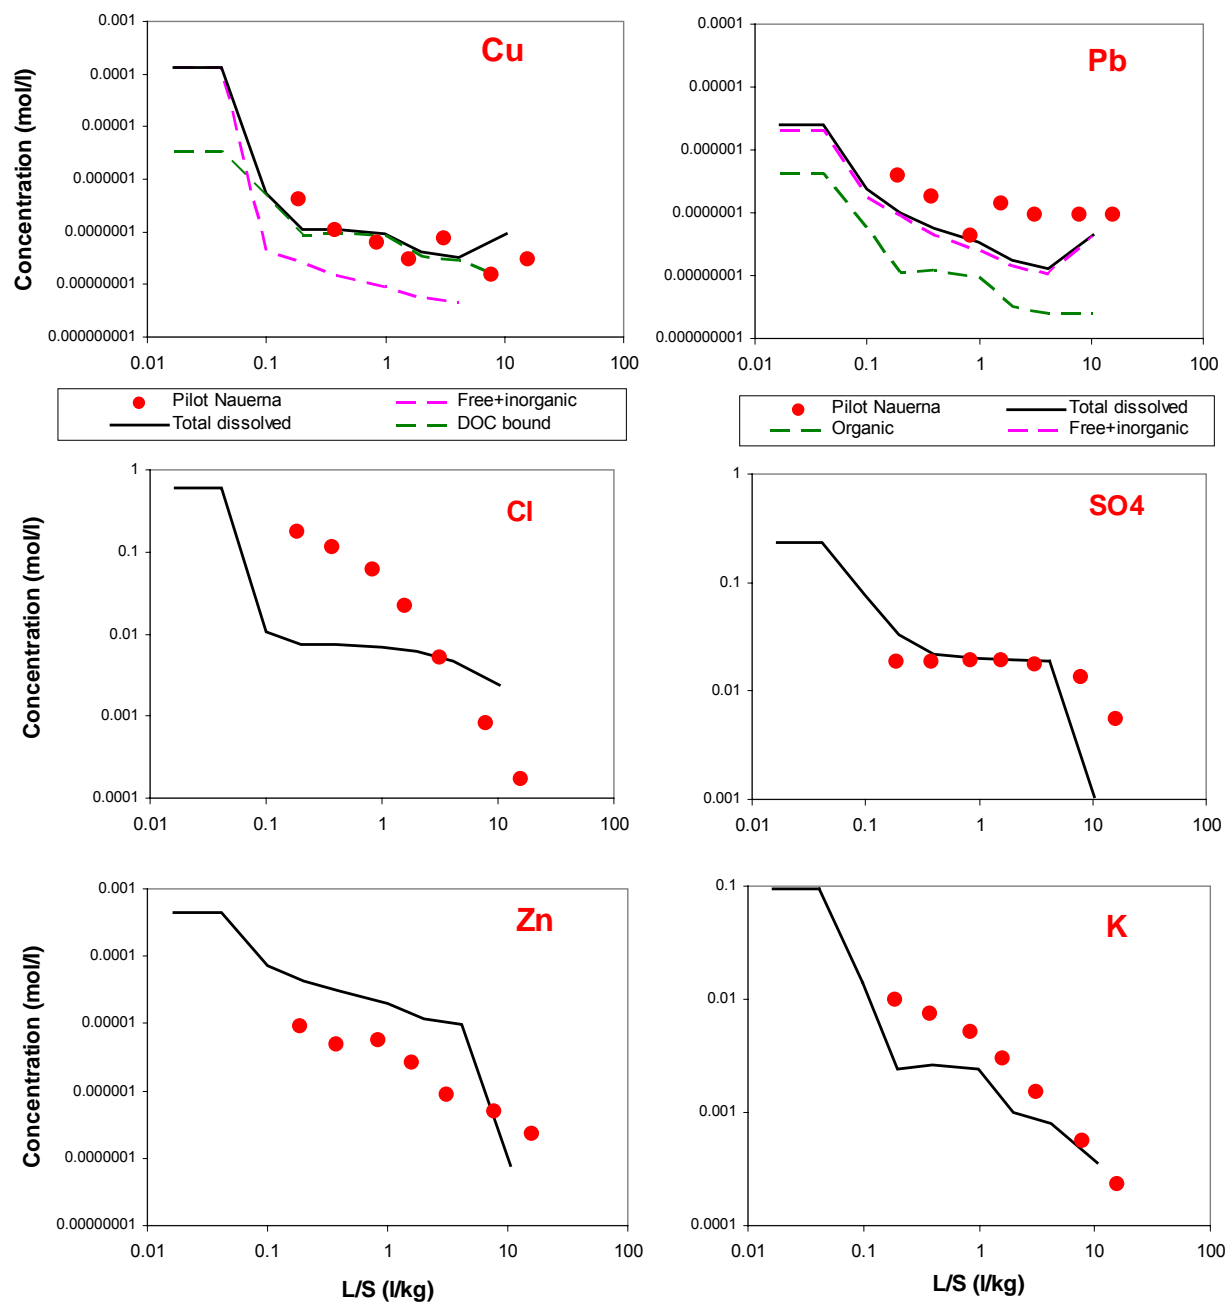 Cu
Concentration (mol/l)
0.001
0.0001
0.00001
0.000001
0.0000001
0.00000001
0.000000001
0.01 0.1 1 10 100
Pilot Nauerna Free+inorganic
Total dissolved DOC bound
Pb
0.0001
0.00001
0.000001
0.0000001
0.00000001
0.000000001
0.01 0.1 1 10 100
Pilot Nauerna Total dissolved
Organic Free+inorganic
Cl
Concentration (mol/l)
1
0.1
0.01
0.001
0.0001
0.01 0.1 1 10 100
SO4
1
0.1
0.01
0.001
0.01 0.1 1 10 100
Zn
Concentration (mol/l)
0.001
0.0001
0.00001
0.000001
0.0000001
0.00000001
0.01 0.1 1 10 100
L/S (l/kg)
K
0.1
0.01
0.001
0.0001
0.01 0.1 1 10 100
L/S (l/kg)